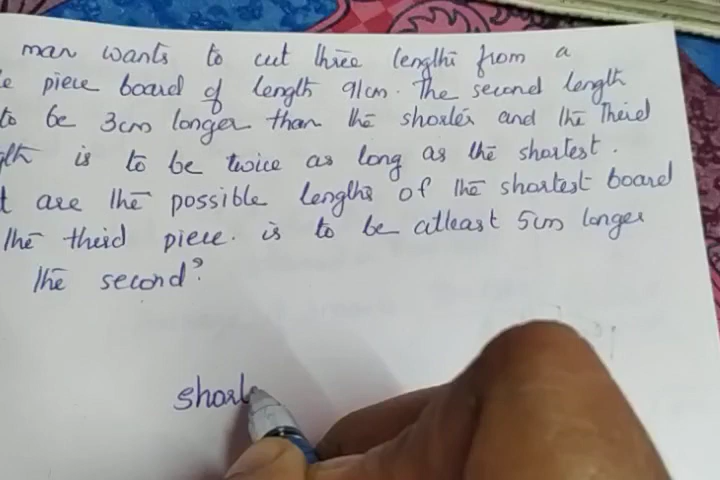 man wants to cut three lengths from a
piece board of length 91cm. The second length
to be 3cm longer than the shorter and the Third
is to be twice as long as the shortest.
are the possible lengths of the shortest board
the third piece. is to be atleast 5cm longer
the second?
shorte